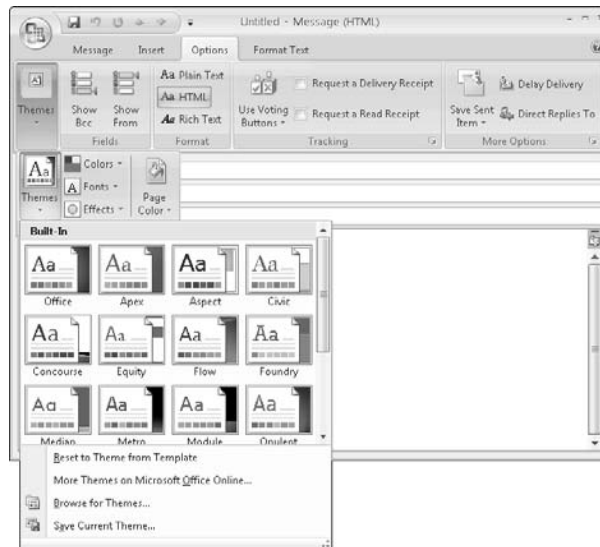 Untitled - Message (HTML)
Message Insert Options Format Text
Themes
Show Bcc
Show From
Fields
Aa Plain Text
Aa HTML
Aa Rich Text
Format
Use Voting Buttons
Request a Delivery Receipt
Request a Read Receipt
Tracking
Save Sent Item
Delay Delivery
Direct Replies To
More Options
Aa
Themes
Colors
A Fonts
Effects
Page Color
Built-In
Aa Aa Aa Aa
Office Apex Aspect Civic
Aa Aa Aa Aa
Concourse Equity Flow Foundry
Aa Aa Aa Aa
Median Metro Module Opulent
Reset to Theme from Template
More Themes on Microsoft Office Online...
Browse for Themes...
Save Current Theme...